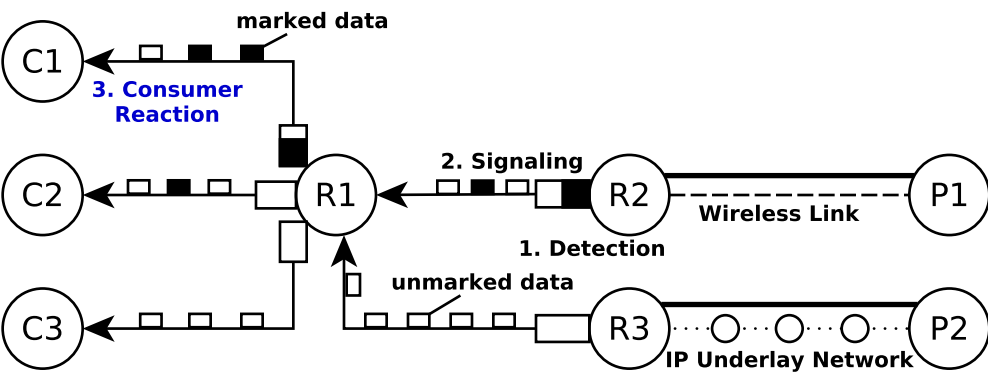 marked data
C1
3. Consumer
Reaction
2. Signaling
C2
R1
R2
P1
Wireless Link
1. Detection
unmarked data
C3
R3
P2
IP Underlay Network